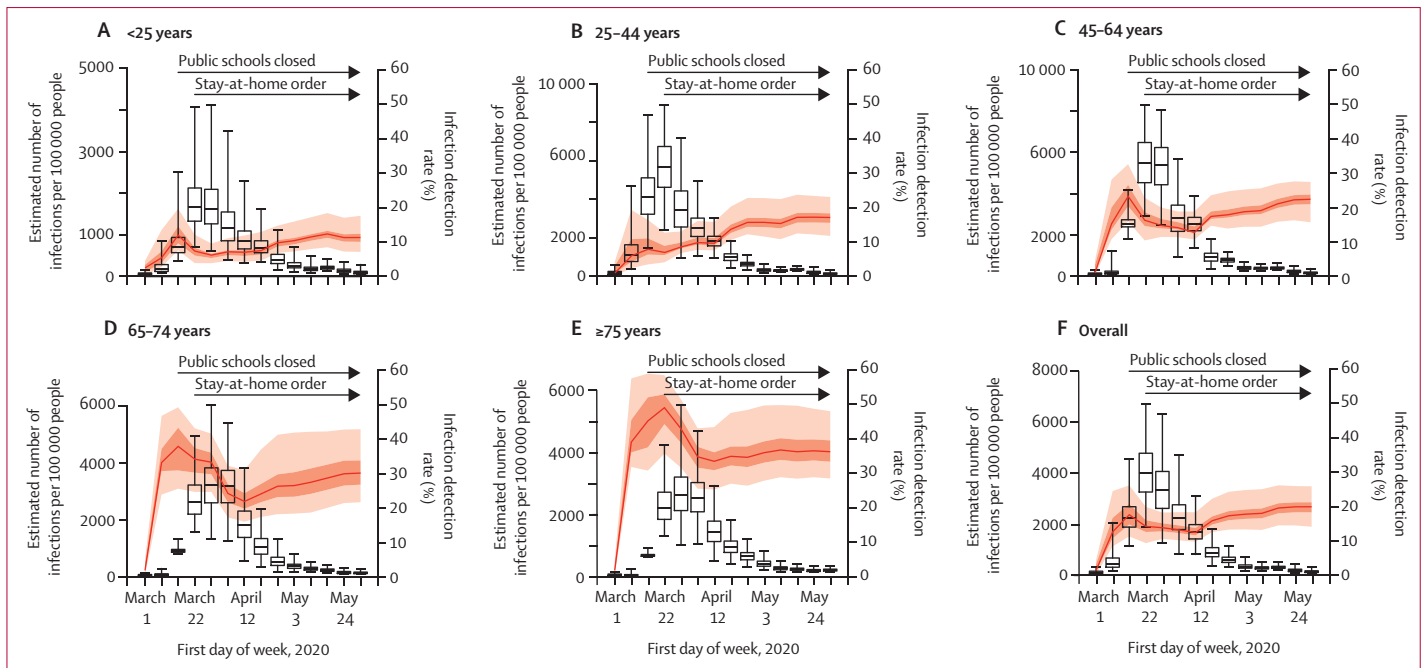 A <25 years
Public schools closed
Stay-at-home order
Estimated number of
infections per 100 000 people
5000
3000
1000
0
60
50
40
30
20
10
0
Infection detection
rate (%)
B 25–44 years
Public schools closed
Stay-at-home order
Estimated number of
infections per 100 000 people
10 000
6000
2000
0
60
50
40
30
20
10
0
Infection detection
rate (%)
C 45–64 years
Public schools closed
Stay-at-home order
Estimated number of
infections per 100 000 people
10 000
6000
2000
0
60
50
40
30
20
10
0
Infection detection
rate (%)
D 65–74 years
Public schools closed
Stay-at-home order
Estimated number of
infections per 100 000 people
6000
4000
2000
0
60
50
40
30
20
10
0
Infection detection
rate (%)
March
1
March
22
April
12
May
3
May
24
First day of week, 2020
E ≥75 years
Public schools closed
Stay-at-home order
Estimated number of
infections per 100 000 people
6000
4000
2000
0
60
50
40
30
20
10
0
Infection detection
rate (%)
March
1
March
22
April
12
May
3
May
24
First day of week, 2020
F Overall
Public schools closed
Stay-at-home order
Estimated number of
infections per 100 000 people
8000
6000
4000
2000
0
60
50
40
30
20
10
0
Infection detection
rate (%)
March
1
March
22
April
12
May
3
May
24
First day of week, 2020